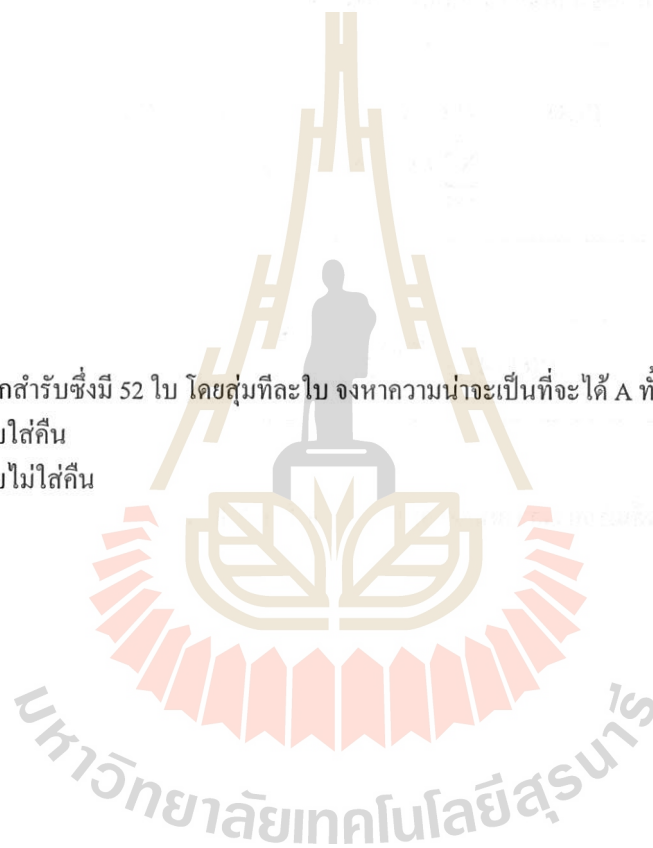 กสำรับซึ่งมี 52 ใบ โดยสุ่มทีละใบ จงหาความน่าจะเป็นที่จะได้ A ทั้
บใส่คืน
บไม่ใส่คืน
มหาวิทยาลัยเทคโนโลยีสุรนารี